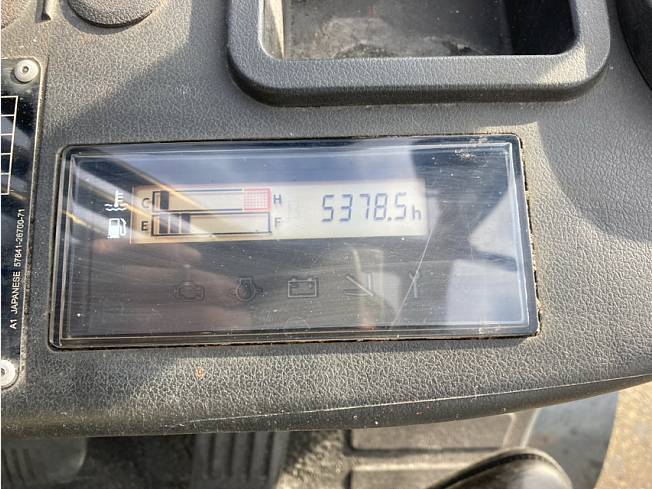 C H
5378.5h
E F
A1 JAPANESE 57841-26700-71